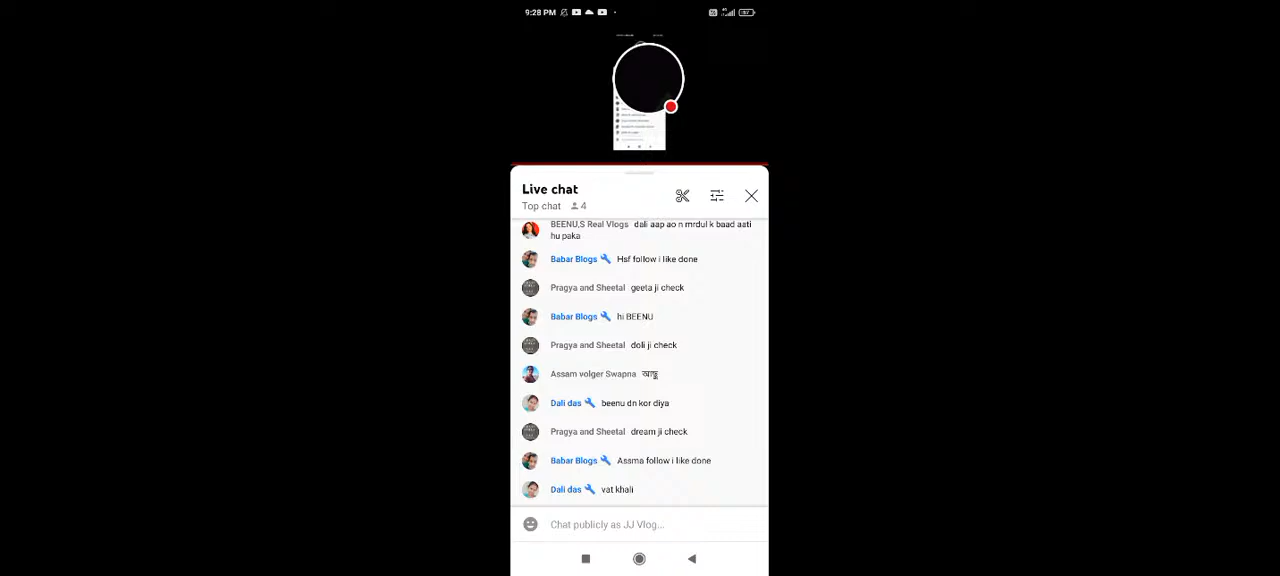 9:28 PM
57
Live chat
Top chat 4
BEENU,S Real Vlogs dali aap ao n mrdul k baad aati
hu paka
Babar Blogs Hsf follow i like done
Pragya and Sheetal geeta ji check
Babar Blogs hi BEENU
Pragya and Sheetal doli ji check
Assam volger Swapna
Dali das beenu dn kor diya
Pragya and Sheetal dream ji check
Babar Blogs Assma follow i like done
Dali das vat khali
Chat publicly as JJ Vlog...